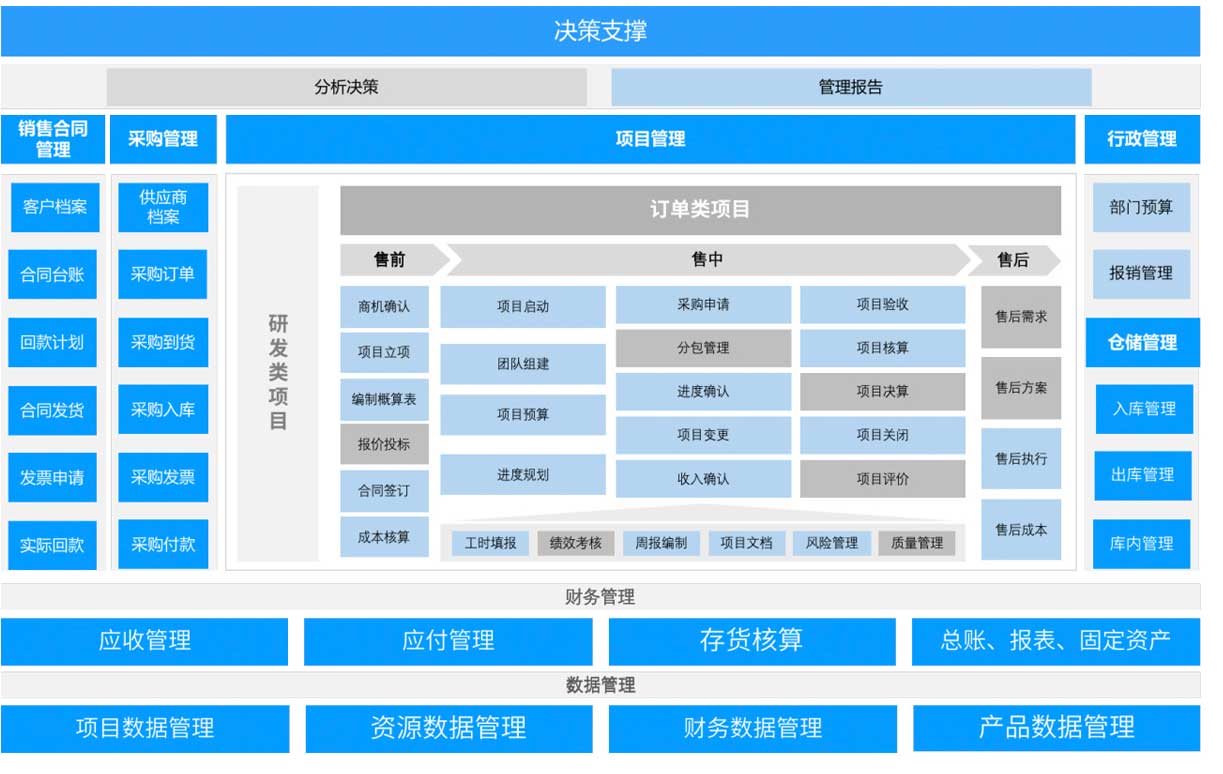 决策支撑
分析决策
管理报告
销售合同
管理
采购管理
项目管理
行政管理
客户档案
合同台账
回款计划
合同发货
发票申请
实际回款
供应商
档案
采购订单
采购到货
采购入库
采购发票
采购付款
研发类项目
订单类项目
售前
售中
售后
商机确认
项目立项
编制概算表
报价投标
合同签订
成本核算
项目启动
团队组建
项目预算
进度规划
采购申请
分包管理
进度确认
项目变更
收入确认
项目验收
项目核算
项目决算
项目关闭
项目评价
工时填报
绩效考核
周报编制
项目文档
风险管理
质量管理
售后需求
售后方案
售后执行
售后成本
部门预算
报销管理
仓储管理
入库管理
出库管理
库内管理
财务管理
应收管理
应付管理
存货核算
总账、报表、固定资产
数据管理
项目数据管理
资源数据管理
财务数据管理
产品数据管理